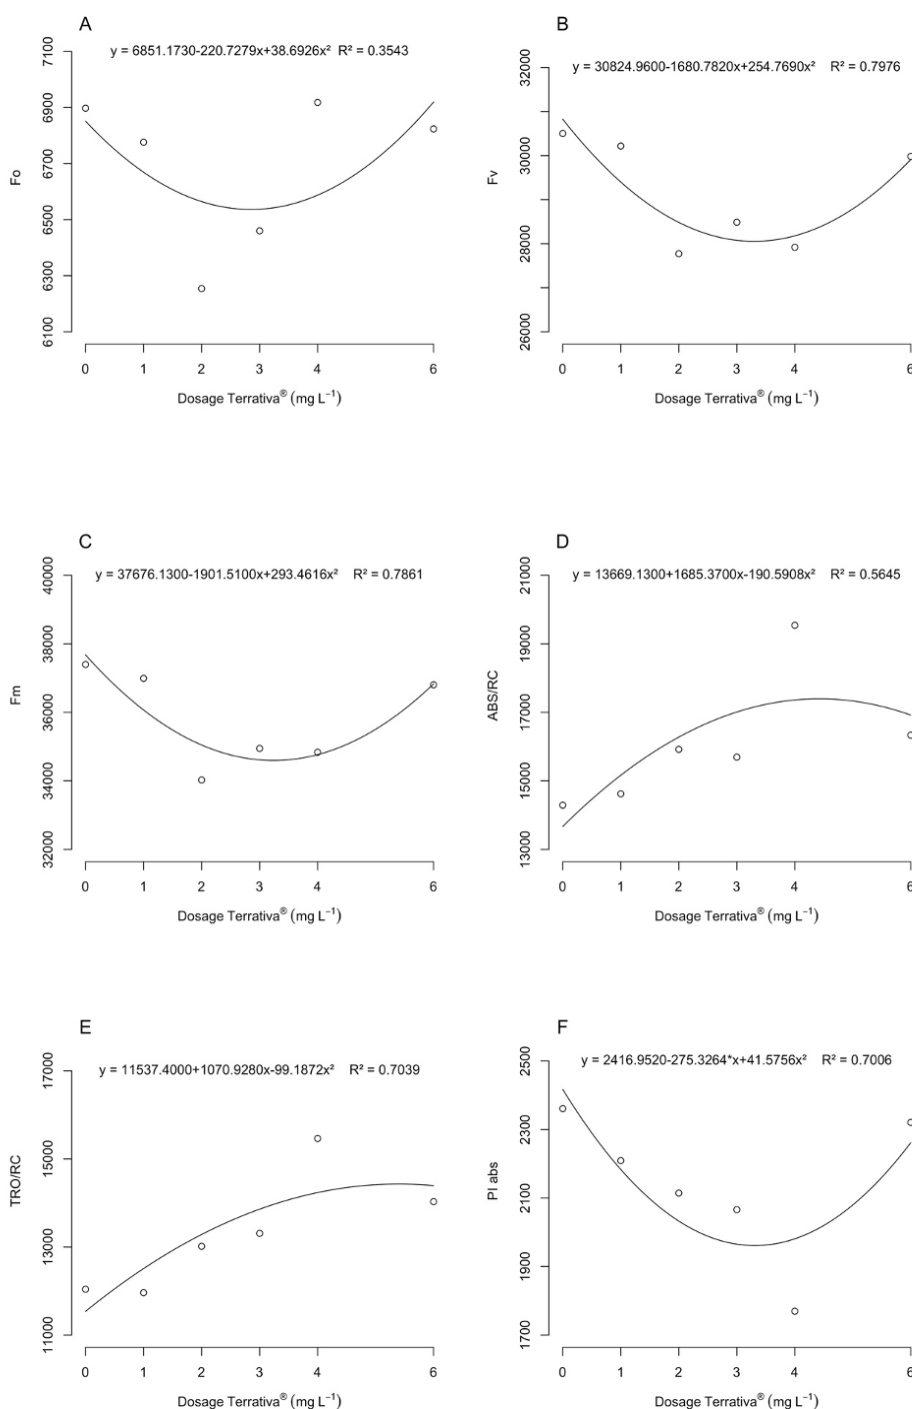 A
y = 6851.1730-220.7279x+38.6926x² R² = 0.3543
7100
6900
6700
6500
6300
6100
Fo
0 1 2 3 4 6
Dosage Terrativa® (mg L⁻¹)
B
y = 30824.9600-1680.7820x+254.7690x² R² = 0.7976
32000
30000
28000
26000
Fv
0 1 2 3 4 6
Dosage Terrativa® (mg L⁻¹)
C
y = 37676.1300-1901.5100x+293.4616x² R² = 0.7861
40000
38000
36000
34000
32000
Fm
0 1 2 3 4 6
Dosage Terrativa® (mg L⁻¹)
D
y = 13669.1300+1685.3700x-190.5908x² R² = 0.5645
21000
19000
17000
15000
13000
ABS/RC
0 1 2 3 4 6
Dosage Terrativa® (mg L⁻¹)
E
y = 11537.4000+1070.9280x-99.1872x² R² = 0.7039
17000
15000
13000
11000
TRO/RC
0 1 2 3 4 6
Dosage Terrativa® (mg L⁻¹)
F
y = 2416.9520-275.3264*x+41.5756x² R² = 0.7006
2500
2300
2100
1900
1700
PI abs
0 1 2 3 4 6
Dosage Terrativa® (mg L⁻¹)